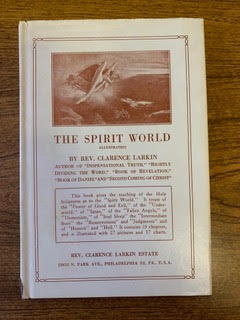 THE SPIRIT WORLD
(ILLUSTRATED)
BY REV. CLARENCE LARKIN
AUTHOR OF "DISPENSATIONAL TRUTH," "RIGHTLY
DIVIDING THE WORD," "BOOK OF REVELATION,"
"BOOK OF DANIEL" AND "SECOND COMING OF CHRIST"
This book gives the teaching of the Holy
Scriptures as to the "Spirit World." It treats of
the "Powers of Good and Evil," of the "Under-
world," of "Satan," of the "Fallen Angels," of
"Demonism," of "Soul Sleep," the "Intermediate
State" the "Resurrections" and "Judgments" and
of "Heaven" and "Hell." It contains 19 chapters,
and is illustrated with 27 pictures and 17 charts.
REV. CLARENCE LARKIN ESTATE
2802 N. PARK AVE., PHILADELPHIA 32, PA., U.S.A.